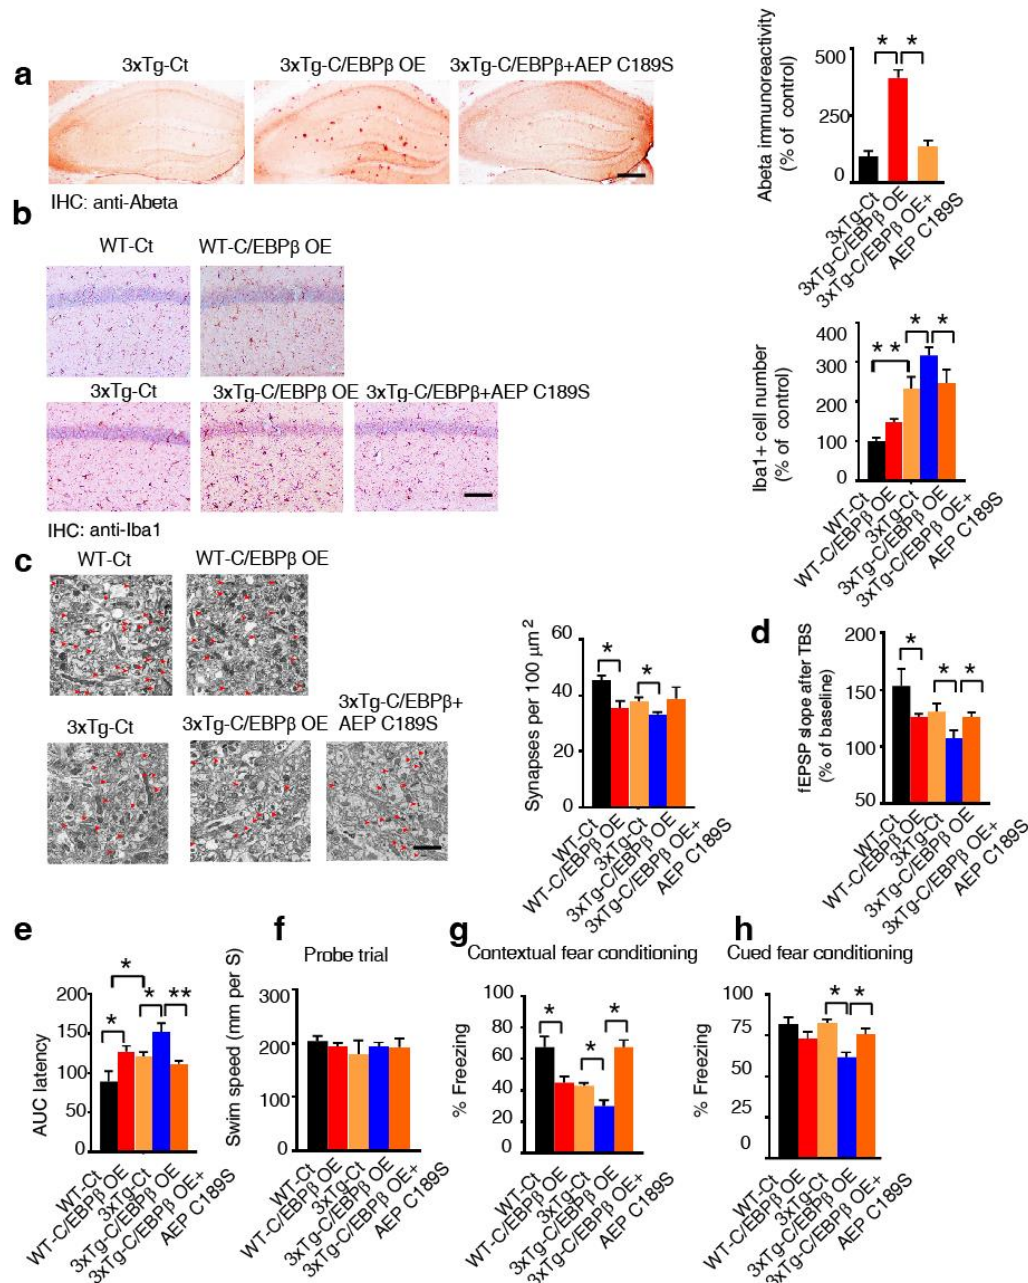 a
3xTg-Ct
3xTg-C/EBPβ OE
3xTg-C/EBPβ+AEP C189S
IHC: anti-Abeta
Abeta immunoreactivity
(% of control)
500
250
0
* *
3xTg-Ct
3xTg-C/EBPβ OE
3xTg-C/EBPβ OE+
AEP C189S
b
WT-Ct
WT-C/EBPβ OE
3xTg-Ct
3xTg-C/EBPβ OE
3xTg-C/EBPβ+AEP C189S
IHC: anti-Iba1
Iba1+ cell number
(% of control)
400
300
200
100
0
** * *
WT-Ct
WT-C/EBPβ OE
3xTg-Ct
3xTg-C/EBPβ OE
3xTg-C/EBPβ OE+
AEP C189S
c
WT-Ct
WT-C/EBPβ OE
3xTg-Ct
3xTg-C/EBPβ OE
3xTg-C/EBPβ+
AEP C189S
Synapses per 100 μm²
60
40
20
0
* *
WT-Ct
WT-C/EBPβ OE
3xTg-Ct
3xTg-C/EBPβ OE
3xTg-C/EBPβ OE+
AEP C189S
d
fEPSP slope after TBS
(% of baseline)
200
150
100
50
* * *
WT-Ct
WT-C/EBPβ OE
3xTg-Ct
3xTg-C/EBPβ OE
3xTg-C/EBPβ OE+
AEP C189S
e
AUC latency
200
150
100
50
0
* * * **
WT-Ct
WT-C/EBPβ OE
3xTg-Ct
3xTg-C/EBPβ OE
3xTg-C/EBPβ OE+
AEP C189S
f
Probe trial
Swim speed (mm per S)
300
200
100
0
WT-Ct
WT-C/EBPβ OE
3xTg-Ct
3xTg-C/EBPβ OE
3xTg-C/EBPβ OE+
AEP C189S
g
Contextual fear conditioning
% Freezing
100
80
60
40
20
0
* * *
WT-Ct
WT-C/EBPβ OE
3xTg-Ct
3xTg-C/EBPβ OE
3xTg-C/EBPβ OE+
AEP C189S
h
Cued fear conditioning
% Freezing
100
75
50
25
0
* *
WT-Ct
WT-C/EBPβ OE
3xTg-Ct
3xTg-C/EBPβ OE
3xTg-C/EBPβ OE+
AEP C189S